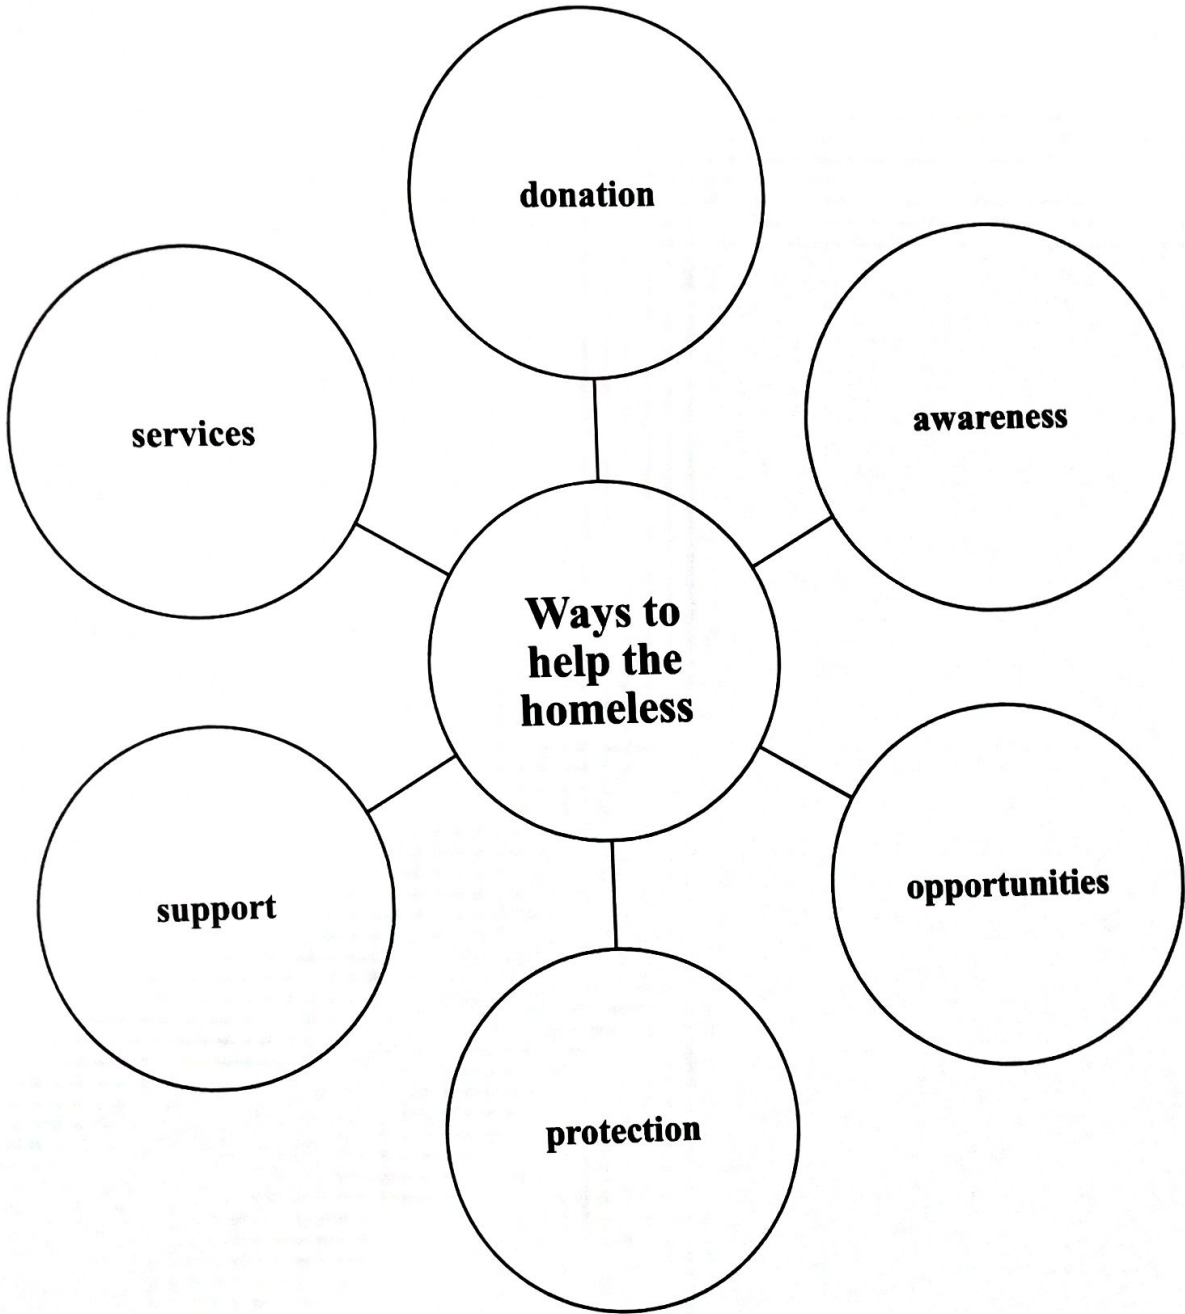 donation
awareness
services
Ways to
help the
homeless
opportunities
support
protection